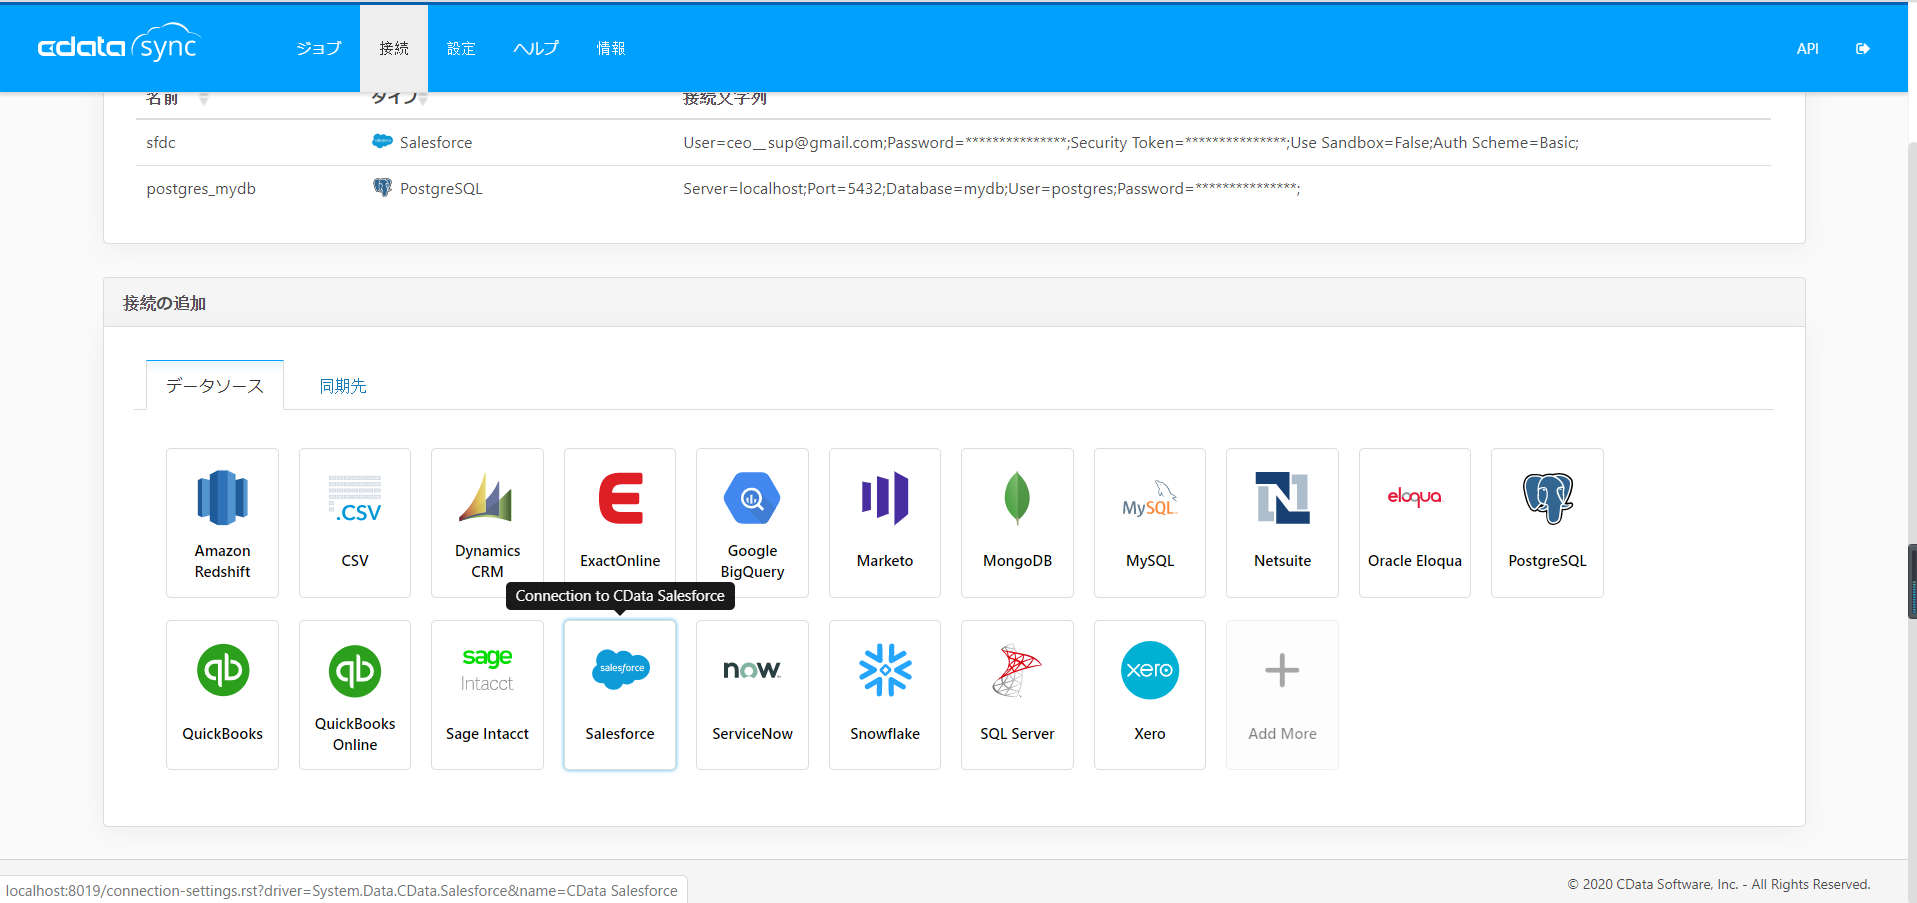 cdata sync
ジョブ 接続 設定 ヘルプ 情報 API
名前 タイプ 接続文字列
sfdc Salesforce User=ceo__sup@gmail.com;Password=***************;Security Token=***************;Use Sandbox=False;Auth Scheme=Basic;
postgres_mydb PostgreSQL Server=localhost;Port=5432;Database=mydb;User=postgres;Password=***************;
接続の追加
データソース 同期先
.CSV MySQL eloqua
Amazon Redshift
CSV
Dynamics CRM
ExactOnline
Google BigQuery
Marketo
MongoDB
MySQL
Netsuite
Oracle Eloqua
PostgreSQL
Connection to CData Salesforce
qb qb sage Intacct salesforce now xero
QuickBooks
QuickBooks Online
Sage Intacct
Salesforce
ServiceNow
Snowflake
SQL Server
Xero
Add More
© 2020 CData Software, Inc. - All Rights Reserved.
localhost:8019/connection-settings.rst?driver=System.Data.CData.Salesforce&name=CData Salesforce